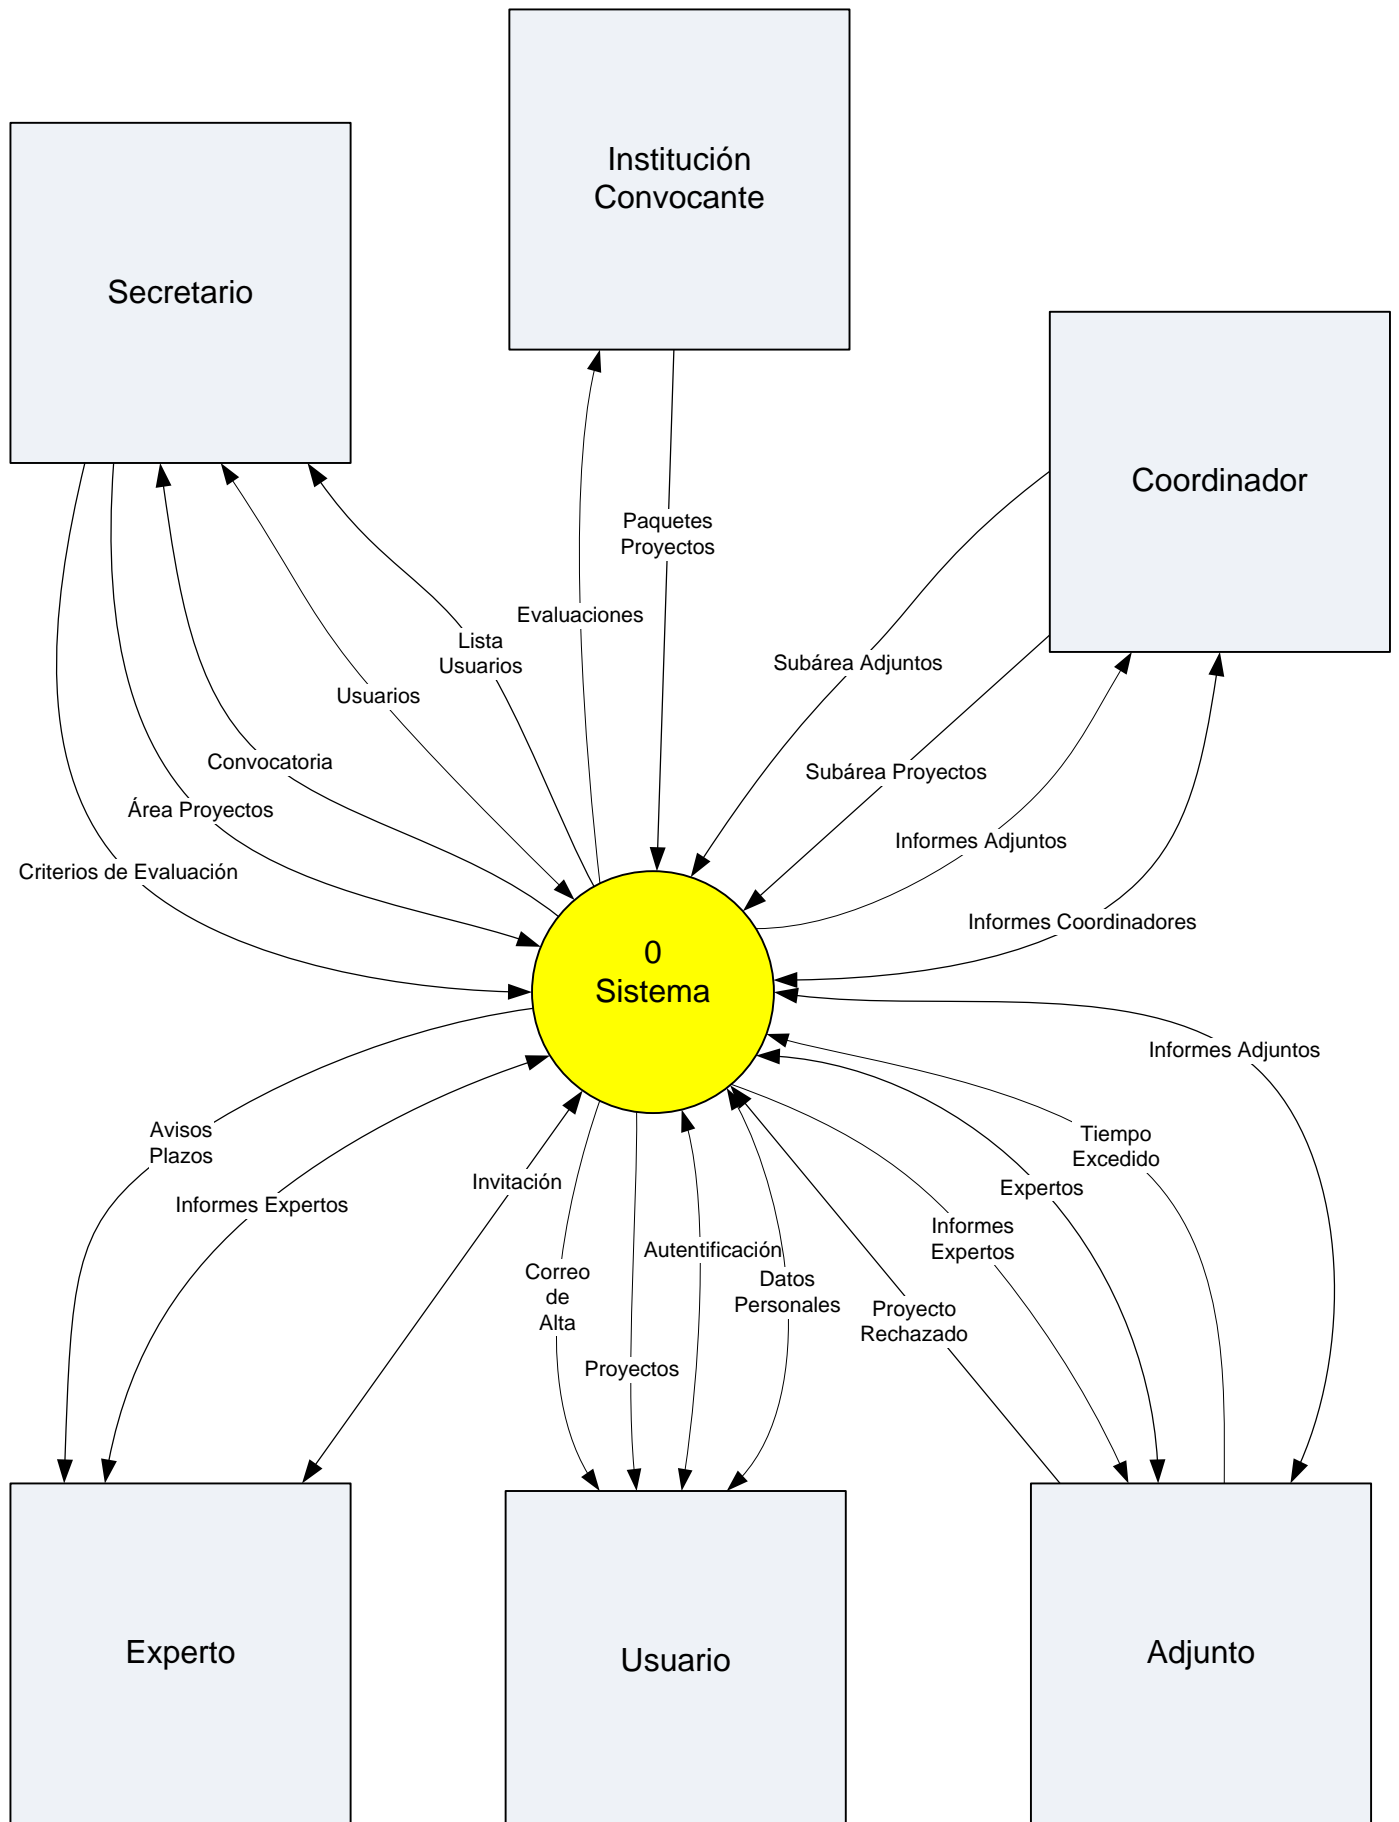 Institución
Convocante
Secretario
Coordinador
Paquetes
Proyectos
Evaluaciones
Lista
Usuarios
Subárea Adjuntos
Usuarios
Convocatoria
Subárea Proyectos
Área Proyectos
Informes Adjuntos
Criterios de Evaluación
Informes Coordinadores
0
Sistema
Informes Adjuntos
Avisos
Plazos
Tiempo
Excedido
Invitación
Expertos
Informes Expertos
Informes
Expertos
Autentificación
Correo
de
Alta
Datos
Personales
Proyecto
Rechazado
Proyectos
Experto
Usuario
Adjunto